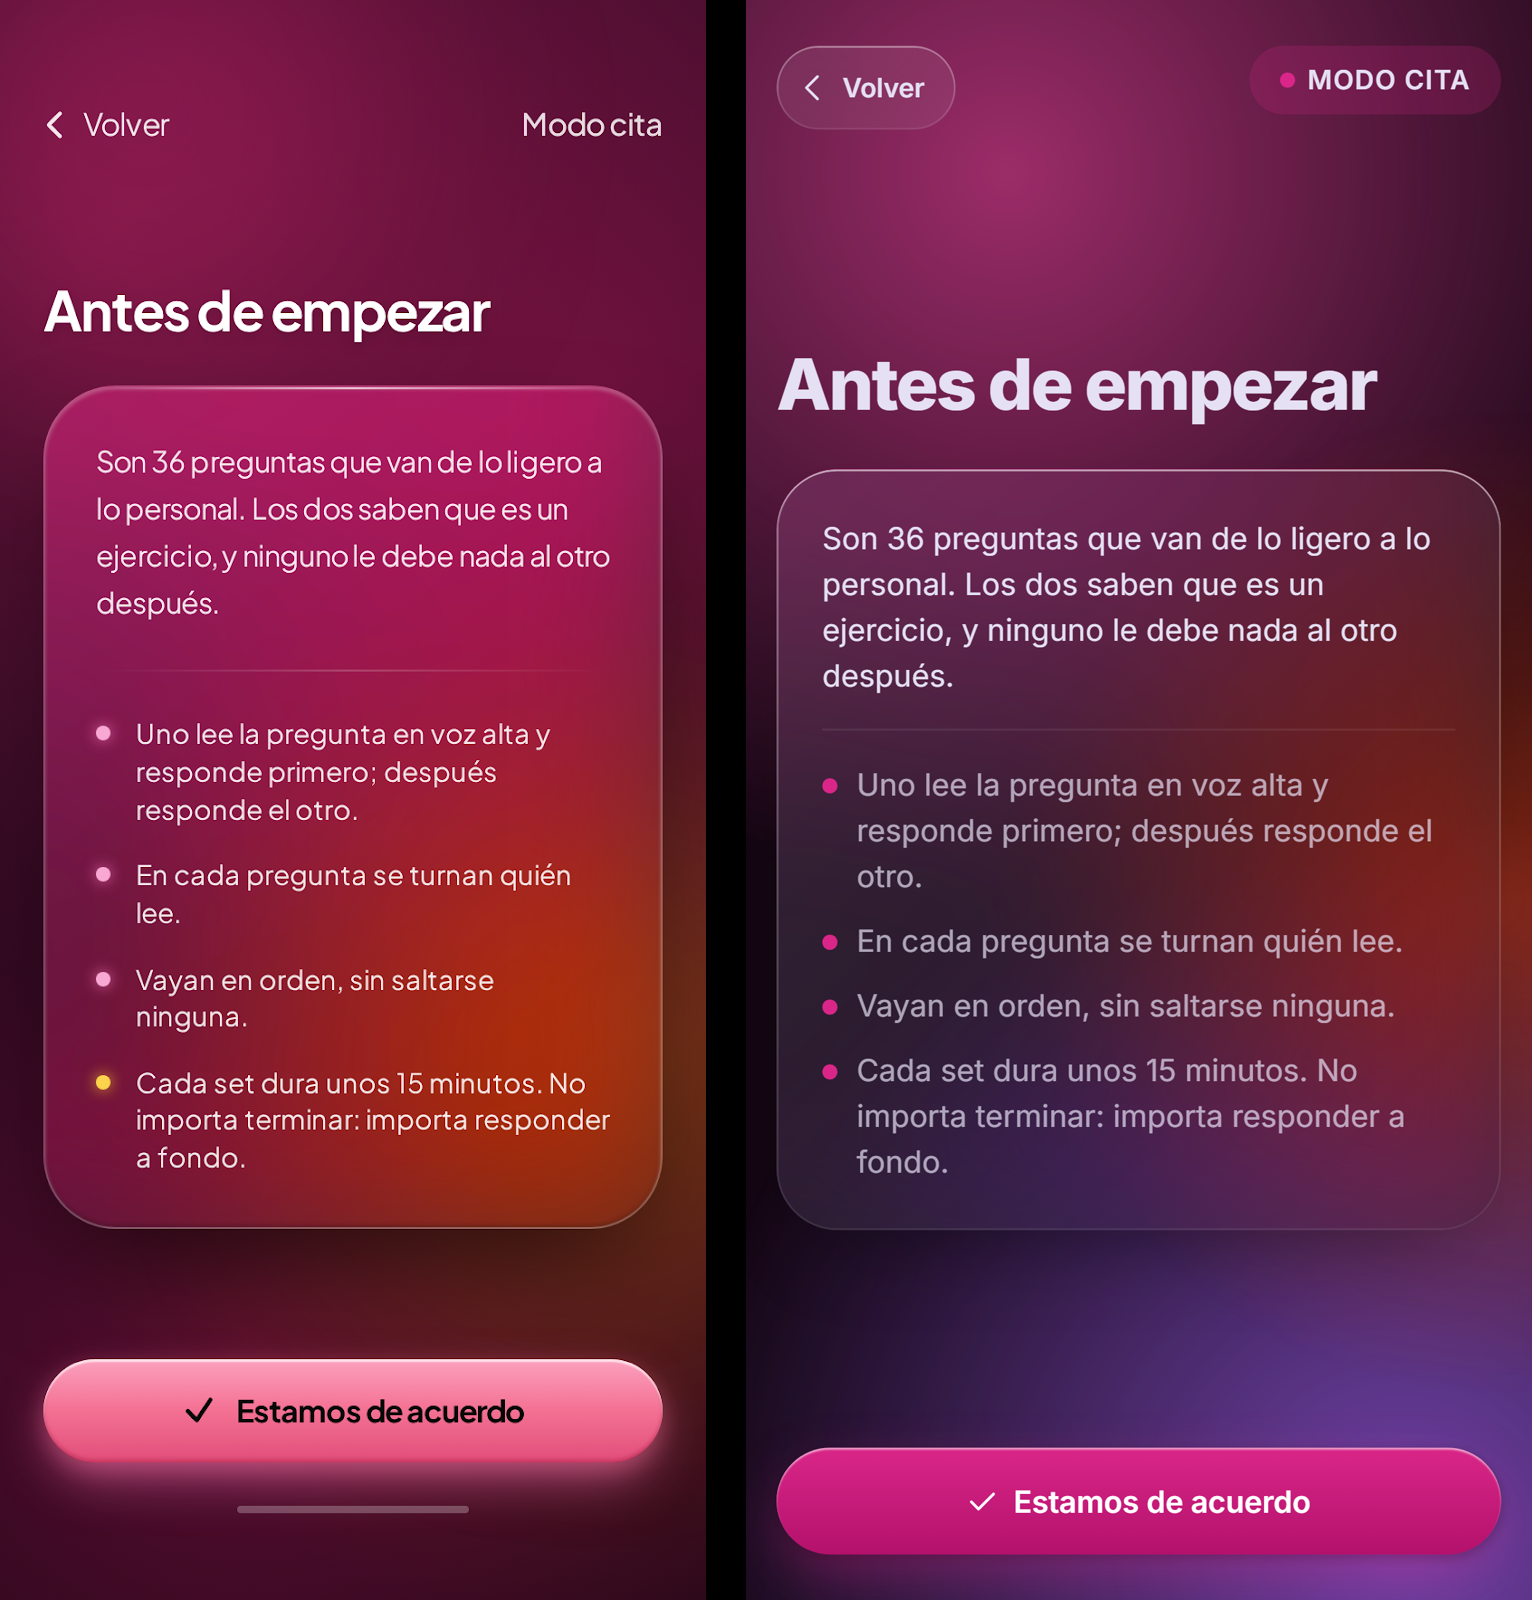 Volver
Modo cita
Antes de empezar
Son 36 preguntas que van de lo ligero a
lo personal. Los dos saben que es un
ejercicio, y ninguno le debe nada al otro
después.
Uno lee la pregunta en voz alta y
responde primero; después
responde el otro.
En cada pregunta se turnan quién
lee.
Vayan en orden, sin saltarse
ninguna.
Cada set dura unos 15 minutos. No
importa terminar: importa responder
a fondo.
Estamos de acuerdo
Volver
MODO CITA
Antes de empezar
Son 36 preguntas que van de lo ligero a lo
personal. Los dos saben que es un
ejercicio, y ninguno le debe nada al otro
después.
Uno lee la pregunta en voz alta y
responde primero; después responde el
otro.
En cada pregunta se turnan quién lee.
Vayan en orden, sin saltarse ninguna.
Cada set dura unos 15 minutos. No
importa terminar: importa responder a
fondo.
Estamos de acuerdo